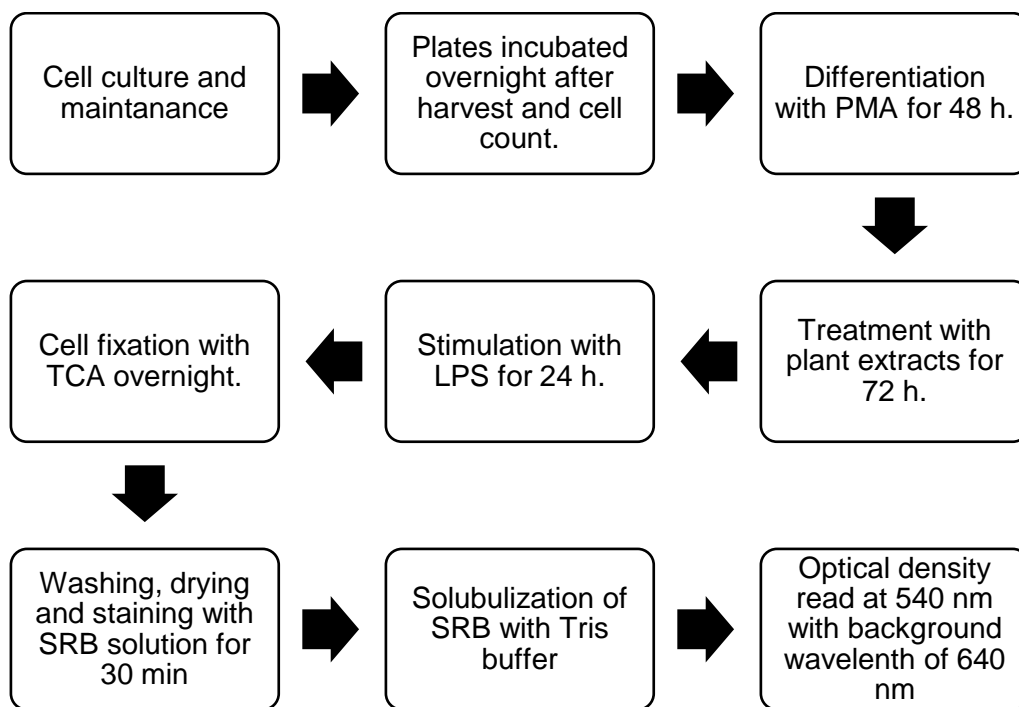 Cell culture and
maintanance
Plates incubated
overnight after
harvest and cell
count.
Differentiation
with PMA for 48 h.
Treatment with
plant extracts for
72 h.
Stimulation with
LPS for 24 h.
Cell fixation with
TCA overnight.
Washing, drying
and staining with
SRB solution for
30 min
Solubulization of
SRB with Tris
buffer
Optical density
read at 540 nm
with background
wavelenth of 640
nm